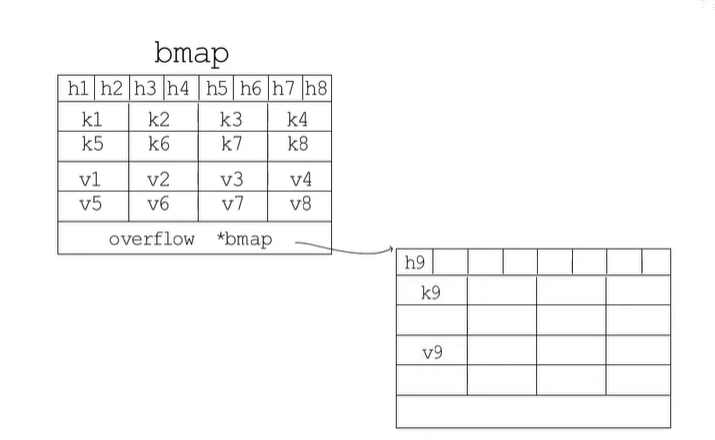 bmap
h1 h2 h3 h4 h5 h6 h7 h8
k1 k2 k3 k4
k5 k6 k7 k8
v1 v2 v3 v4
v5 v6 v7 v8
overflow *bmap
h9
k9
v9